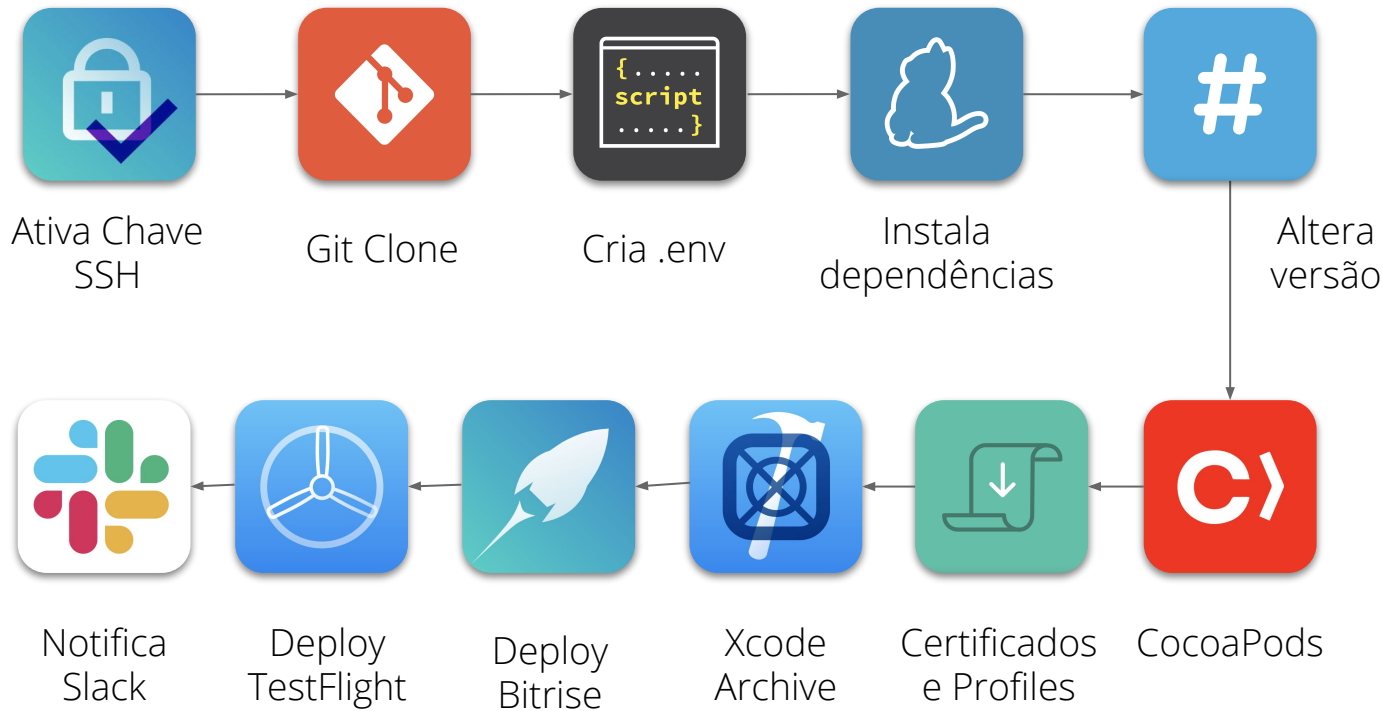 {.....
script
.....}
#
Ativa Chave
SSH
Git Clone
Cria .env
Instala
dependências
Altera
versão
Notifica
Slack
Deploy
TestFlight
Deploy
Bitrise
Xcode
Archive
Certificados
e Profiles
CocoaPods